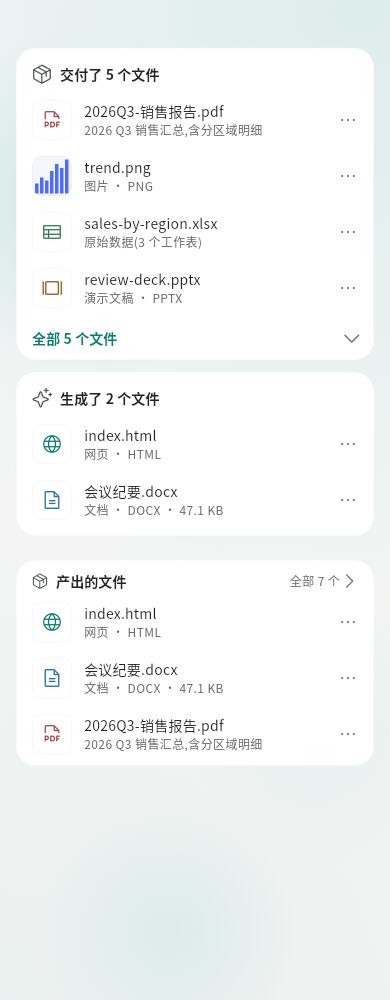 交付了 5 个文件
2026Q3-销售报告.pdf
2026 Q3 销售汇总,含分区域明细
trend.png
图片 · PNG
sales-by-region.xlsx
原始数据(3 个工作表)
review-deck.pptx
演示文稿 · PPTX
全部 5 个文件
生成了 2 个文件
index.html
网页 · HTML
会议纪要.docx
文档 · DOCX · 47.1 KB
产出的文件 全部 7 个
index.html
网页 · HTML
会议纪要.docx
文档 · DOCX · 47.1 KB
PDF 2026Q3-销售报告.pdf
2026 Q3 销售汇总,含分区域明细